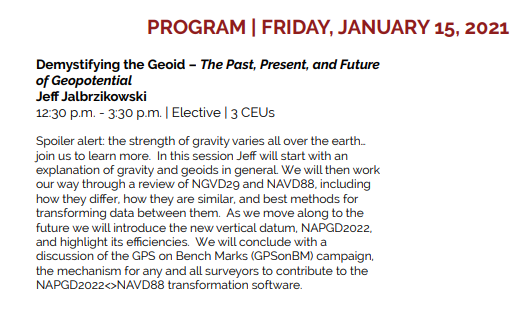 PROGRAM | FRIDAY, JANUARY 15, 2021
Demystifying the Geoid – The Past, Present, and Future
of Geopotential
Jeff Jalbrzikowski
12:30 p.m. - 3:30 p.m. | Elective | 3 CEUs
Spoiler alert: the strength of gravity varies all over the earth…
join us to learn more.  In this session Jeff will start with an
explanation of gravity and geoids in general. We will then work
our way through a review of NGVD29 and NAVD88, including
how they differ, how they are similar, and best methods for
transforming data between them.  As we move along to the
future we will introduce the new vertical datum, NAPGD2022,
and highlight its efficiencies.  We will conclude with a
discussion of the GPS on Bench Marks (GPSonBM) campaign,
the mechanism for any and all surveyors to contribute to the
NAPGD2022<>NAVD88 transformation software.